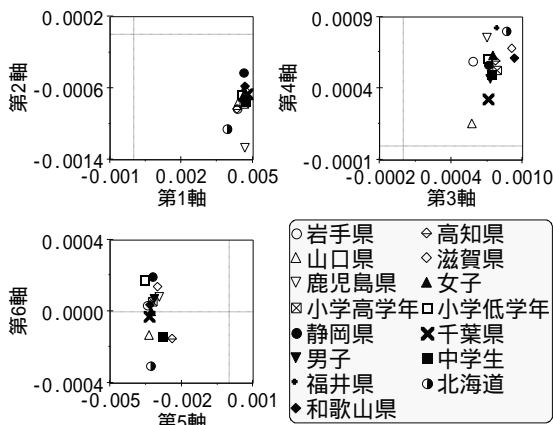 0.0002
-0.0006
-0.0014
第2軸
-0.001 0.002 0.005
第1軸
0.0009
0.0004
-0.0001
第4軸
-0.0002 0.0004 0.0010
第3軸
0.0004
0.0000
-0.0004
第6軸
-0.005 -0.002 0.001
第5軸
岩手県 高知県
山口県 滋賀県
鹿児島県 女子
小学高学年 小学低学年
静岡県 千葉県
男子 中学生
福井県 北海道
和歌山県